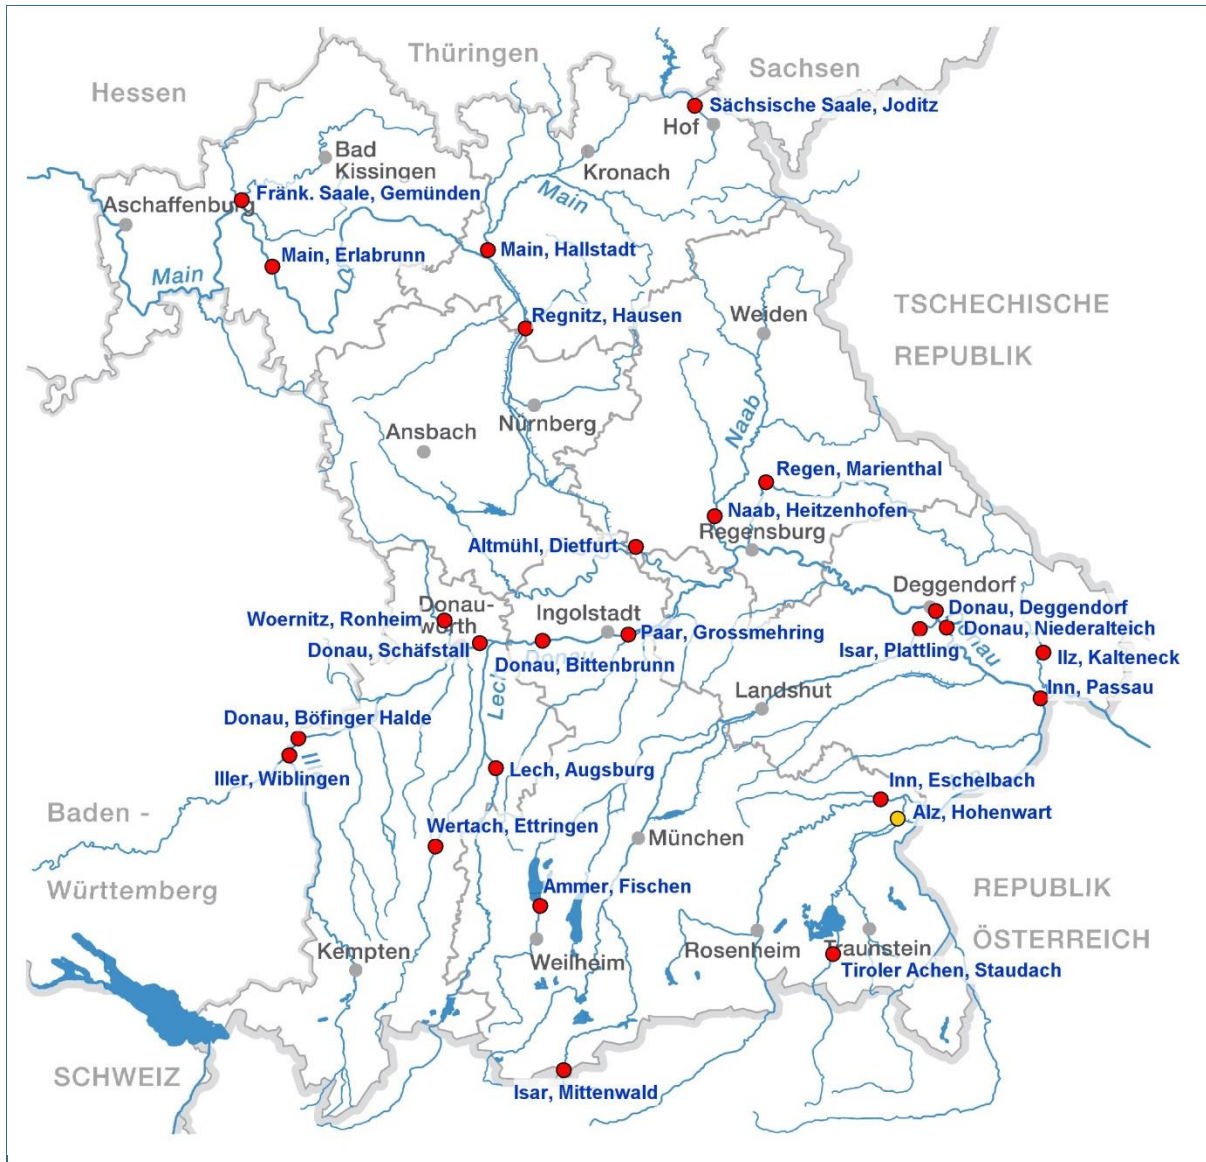 Thüringen
Sachsen
Hessen
Sächsische Saale, Joditz
Hof
Bad
Kissingen
Kronach
Main
Fränk. Saale, Gemünden
Aschaffenburg
Main, Hallstadt
Main, Erlabrunn
Main
TSCHECHISCHE
REPUBLIK
Regnitz, Hausen
Weiden
Nürnberg
Naab
Ansbach
Regen, Marienthal
Naab, Heitzenhofen
Regensburg
Altmühl, Dietfurt
Deggendorf
Donau, Deggendorf
Donau, Niederalteich
Donau-
wörth
Ingolstadt
Woernitz, Ronheim
Paar, Grossmehring
Donau, Schäfstall
Donau
Donau, Bittenbrunn
Isar, Plattling
Donau
Ilz, Kalteneck
Inn, Passau
Lech
Landshut
Donau, Böfinger Halde
Iller, Wiblingen
Lech, Augsburg
Inn, Eschelbach
Alz, Hohenwart
Baden -
Württemberg
Wertach, Ettringen
München
Ammer, Fischen
REPUBLIK
ÖSTERREICH
Kempten
Weilheim
Rosenheim
Traunstein
Tiroler Achen, Staudach
SCHWEIZ
Isar, Mittenwald